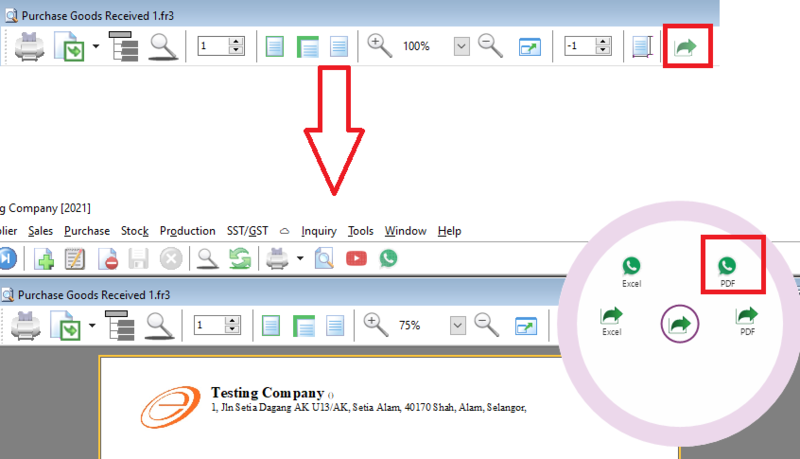 Purchase Goods Received 1.fr3
1 100% -1
ng Company [2021]
plier Sales Purchase Stock Production SST/GST Inquiry Tools Window Help
Excel PDF
Purchase Goods Received 1.fr3
1 75%
Excel PDF
Testing Company ()
1, Jln Setia Dagang AK U13/AK, Setia Alam, 40170 Shah, Alam, Selangor,